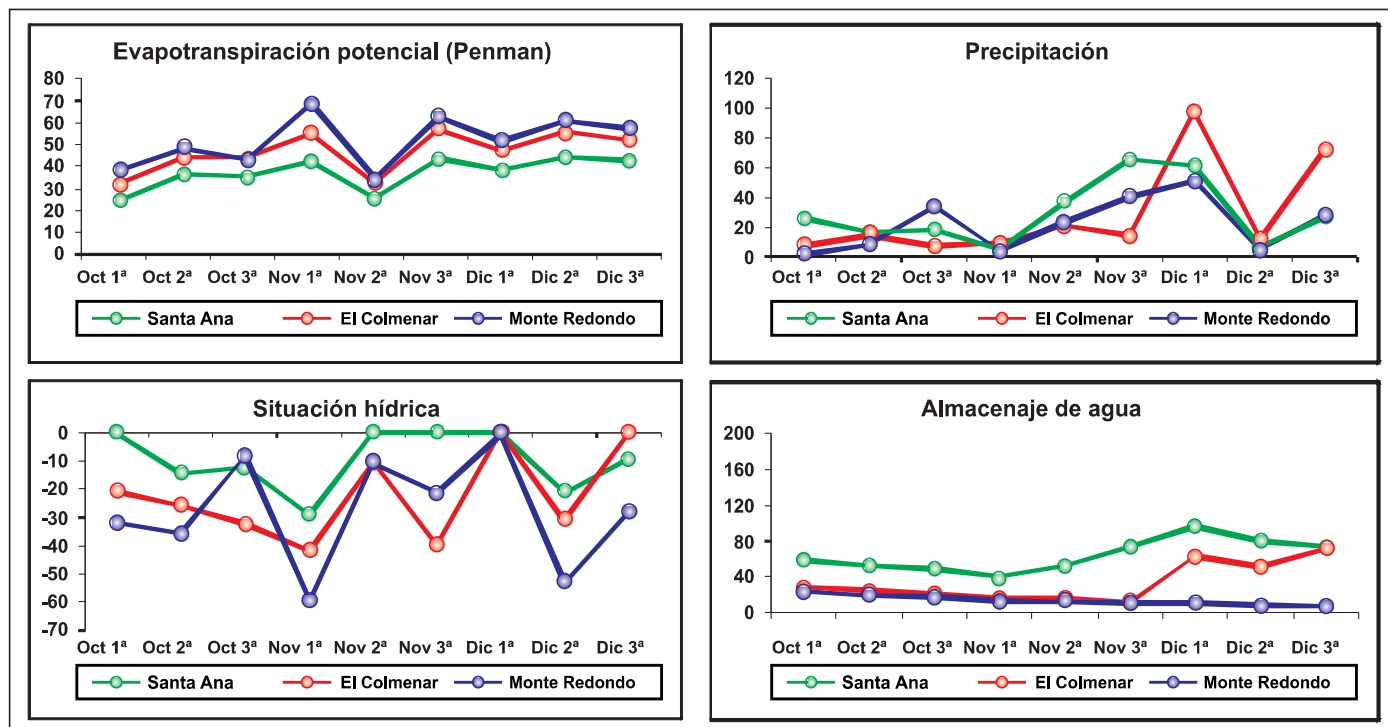 Evapotranspiración potencial (Penman)
80
70
60
50
40
30
20
10
0
Oct 1ª Oct 2ª Oct 3ª Nov 1ª Nov 2ª Nov 3ª Dic 1ª Dic 2ª Dic 3ª
Santa Ana El Colmenar Monte Redondo
Precipitación
120
100
80
60
40
20
0
Oct 1ª Oct 2ª Oct 3ª Nov 1ª Nov 2ª Nov 3ª Dic 1ª Dic 2ª Dic 3ª
Santa Ana El Colmenar Monte Redondo
Situación hídrica
0
-10
-20
-30
-40
-50
-60
-70
Oct 1ª Oct 2ª Oct 3ª Nov 1ª Nov 2ª Nov 3ª Dic 1ª Dic 2ª Dic 3ª
Santa Ana El Colmenar Monte Redondo
Almacenaje de agua
200
160
120
80
40
0
Oct 1ª Oct 2ª Oct 3ª Nov 1ª Nov 2ª Nov 3ª Dic 1ª Dic 2ª Dic 3ª
Santa Ana El Colmenar Monte Redondo